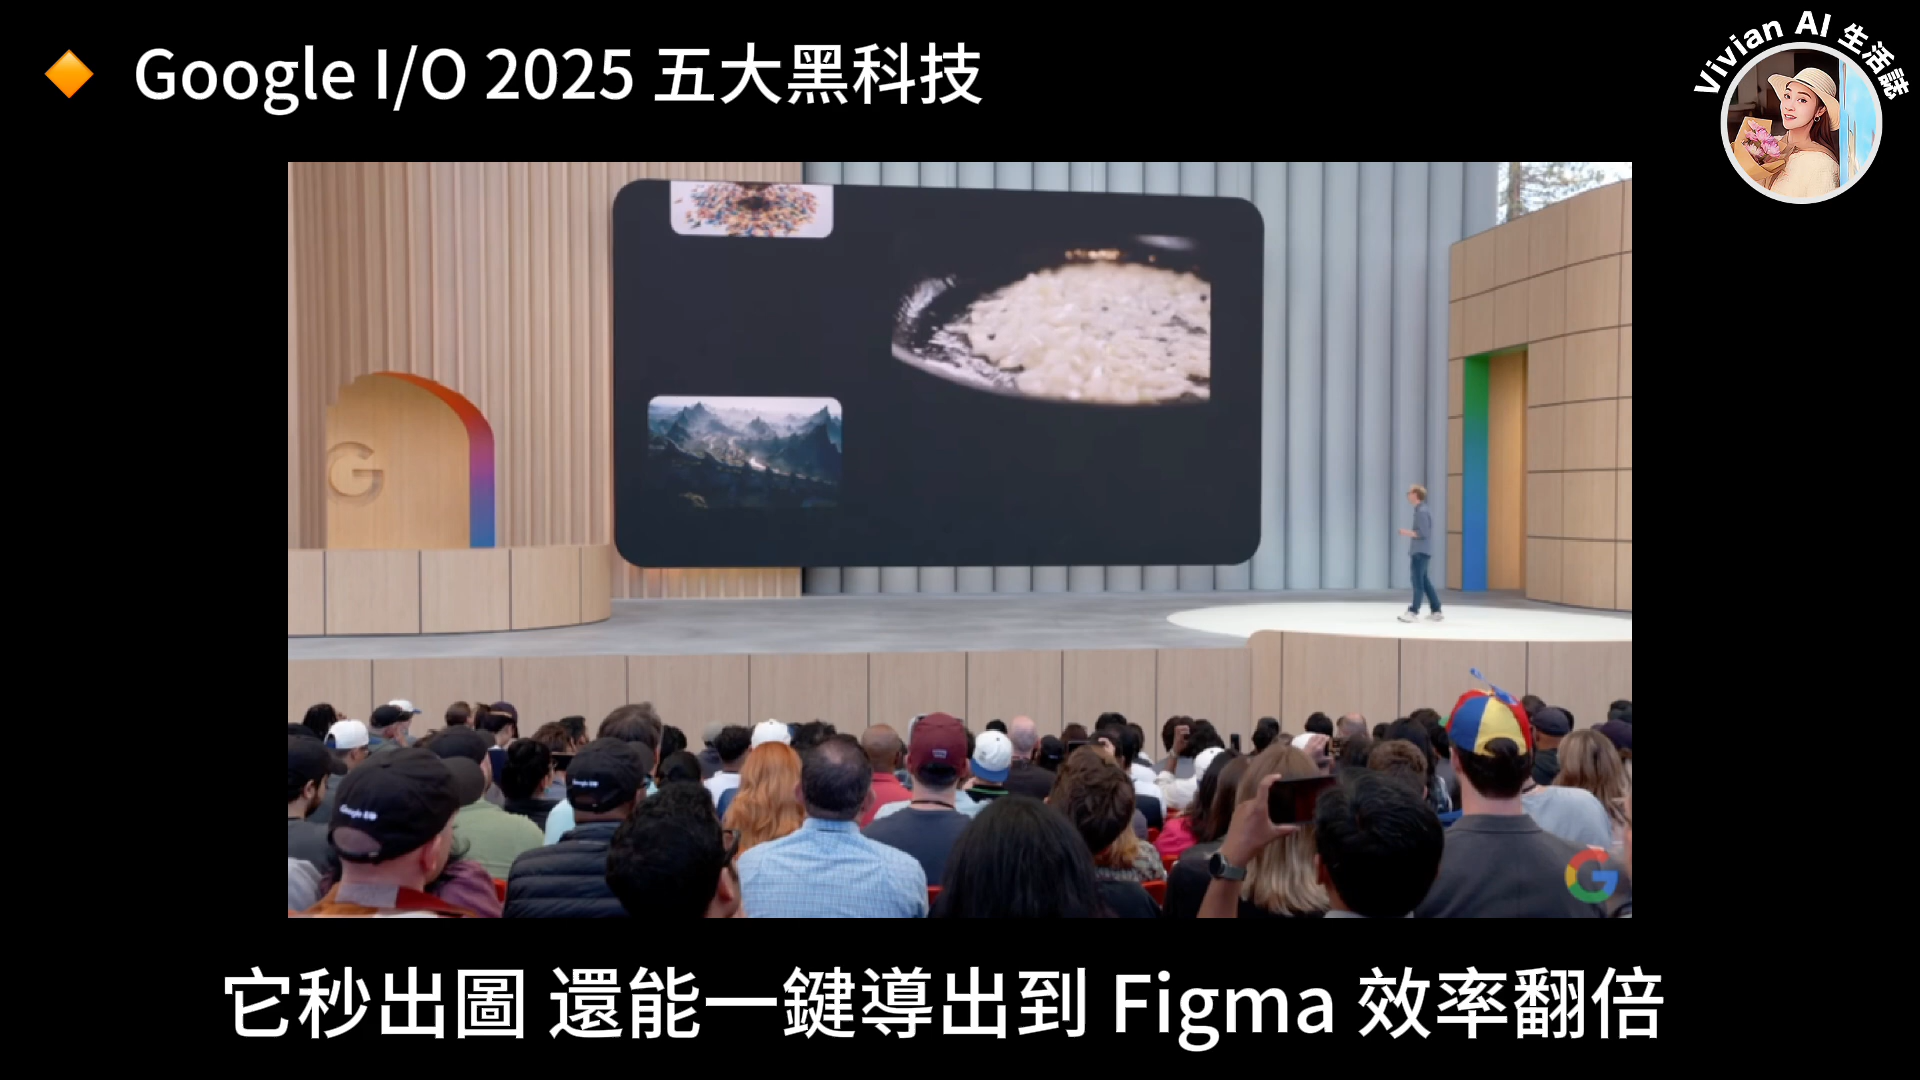 🔶 Google I/O 2025 五大黑科技
Vivian AI 生活誌
G
Google I/O
它秒出圖 還能一鍵導出到 Figma 效率翻倍